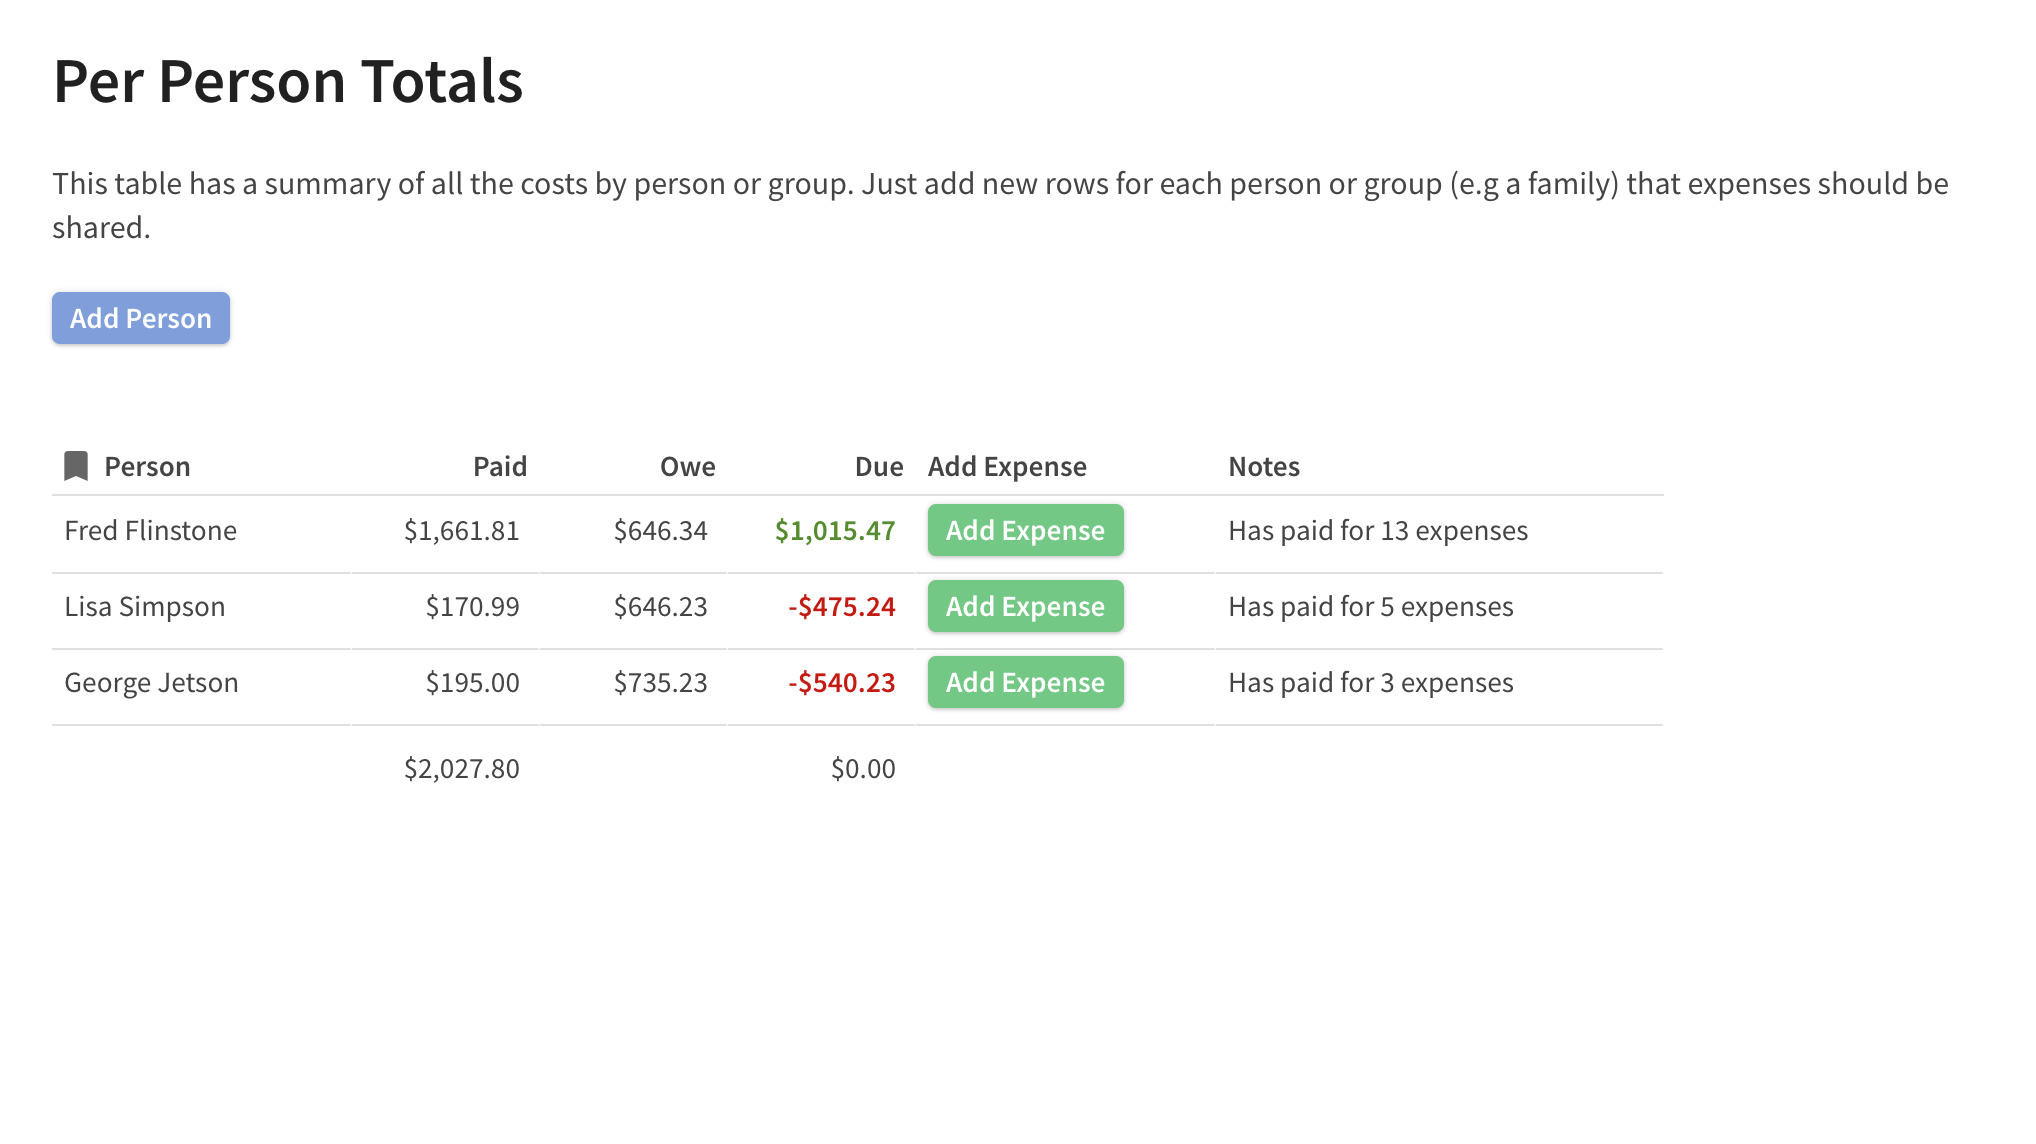 Per Person Totals
This table has a summary of all the costs by person or group. Just add new rows for each person or group (e.g a family) that expenses should be
shared.
Add Person
Person Paid Owe Due Add Expense Notes
Fred Flinstone $1,661.81 $646.34 $1,015.47 Add Expense Has paid for 13 expenses
Lisa Simpson $170.99 $646.23 -$475.24 Add Expense Has paid for 5 expenses
George Jetson $195.00 $735.23 -$540.23 Add Expense Has paid for 3 expenses
$2,027.80 $0.00